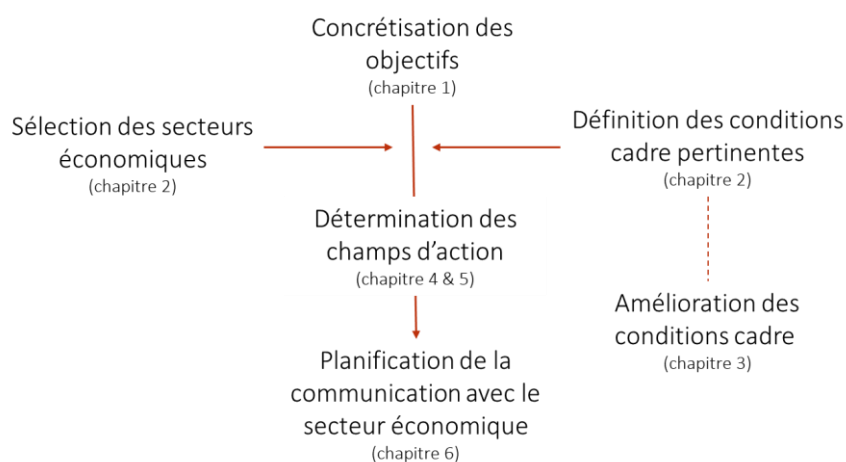 Concrétisation des
objectifs
(chapitre 1)
Sélection des secteurs
économiques
(chapitre 2)
Définition des conditions
cadre pertinentes
(chapitre 2)
Détermination des
champs d’action
(chapitre 4 & 5)
Amélioration des
conditions cadre
(chapitre 3)
Planification de la
communication avec le
secteur économique
(chapitre 6)